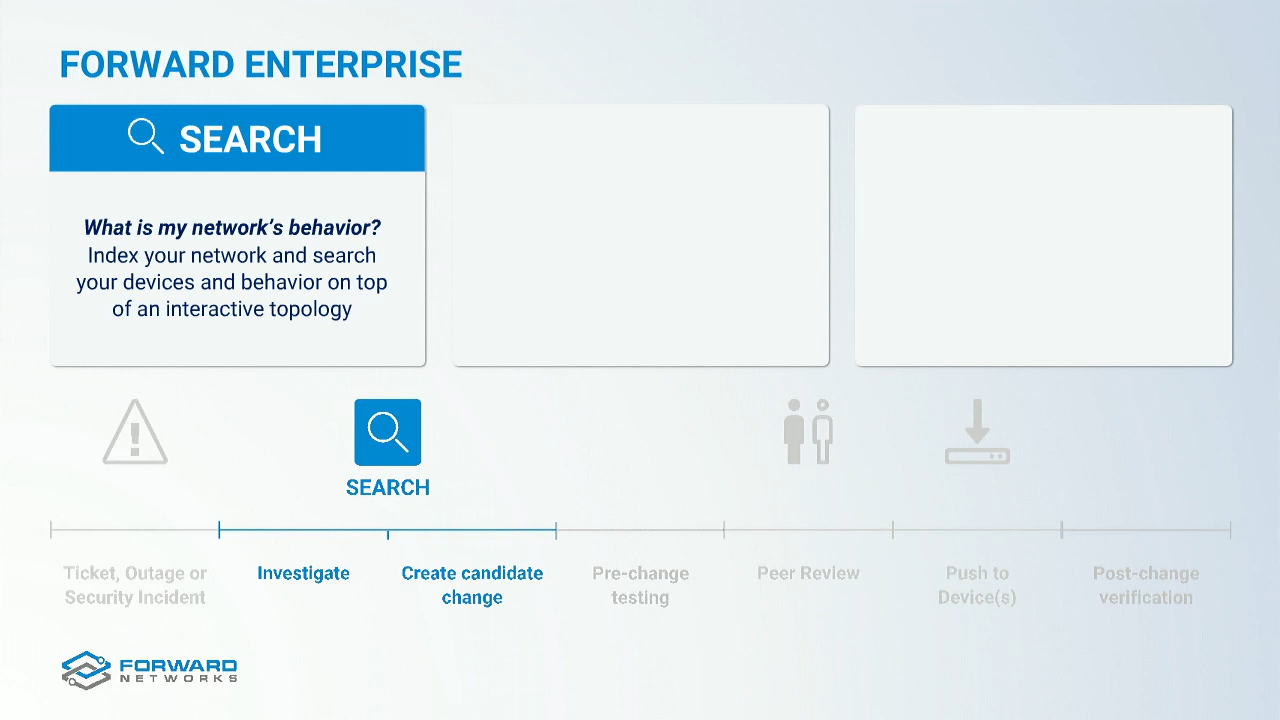 FORWARD ENTERPRISE
SEARCH
What is my network's behavior?
Index your network and search
your devices and behavior on top
of an interactive topology
SEARCH
Ticket, Outage or
Security Incident
Investigate
Create candidate
change
Pre-change
testing
Peer Review
Push to
Device(s)
Post-change
verification
FORWARD
NETWORKS